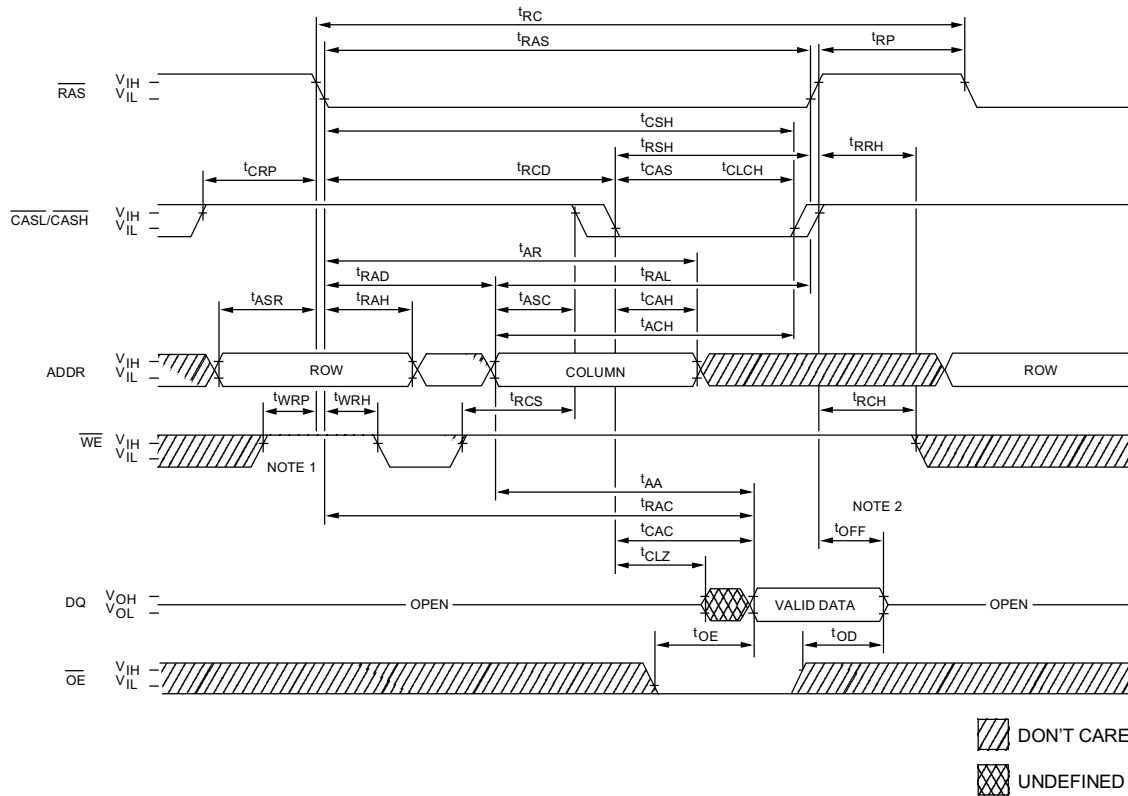 tRC
tRAS tRP
RAS VIH
VIL
tCSH
tRSH tRRH
tCRP tRCD tCAS tCLCH
CASL/CASH VIH
VIL
tAR
tRAD tRAL
tASR tRAH tASC tCAH
tACH
ADDR VIH
VIL
ROW COLUMN ROW
tWRP tWRH tRCS tRCH
WE VIH
VIL
NOTE 1
tAA
tRAC NOTE 2
tCAC tOFF
tCLZ
DQ VOH
VOL
OPEN VALID DATA OPEN
tOE tOD
OE VIH
VIL
DON'T CARE
UNDEFINED